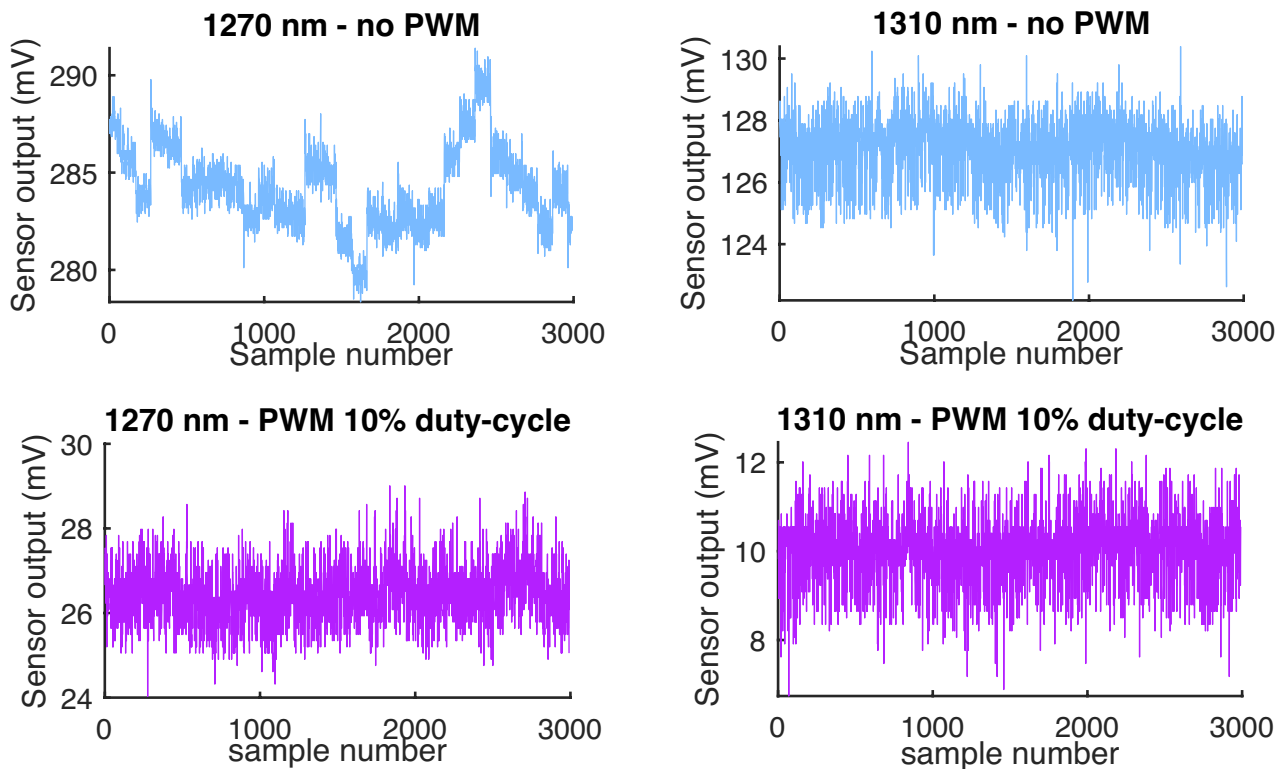 1270 nm - no PWM
Sensor output (mV)
290
285
280
0
1000
2000
3000
Sample number
1310 nm - no PWM
Sensor output (mV)
130
128
126
124
0
1000
2000
3000
Sample number
1270 nm - PWM 10% duty-cycle
Sensor output (mV)
30
28
26
24
0
1000
2000
3000
sample number
1310 nm - PWM 10% duty-cycle
Sensor output (mV)
12
10
8
0
1000
2000
3000
sample number